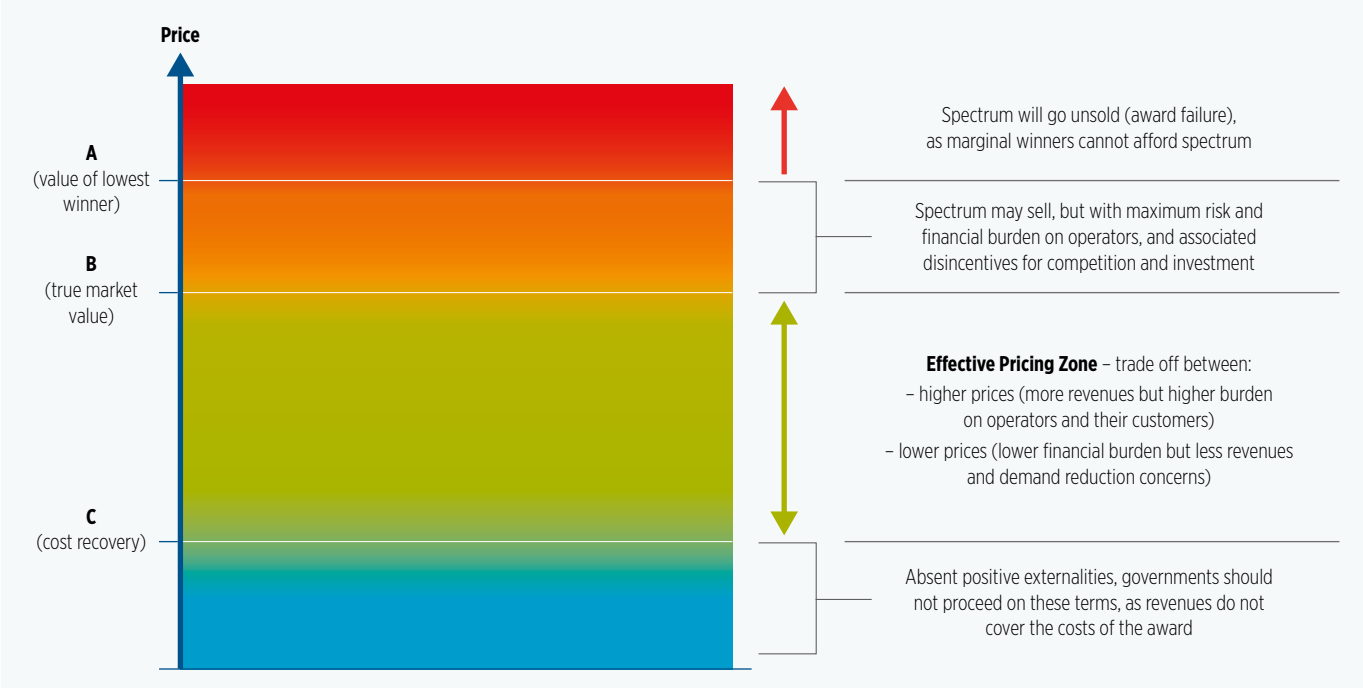 Price
A
(value of lowest
winner)
B
(true market
value)
C
(cost recovery)
Spectrum will go unsold (award failure),
as marginal winners cannot afford spectrum
Spectrum may sell, but with maximum risk and
financial burden on operators, and associated
disincentives for competition and investment
Effective Pricing Zone – trade off between:
– higher prices (more revenues but higher burden
on operators and their customers)
– lower prices (lower financial burden but less revenues
and demand reduction concerns)
Absent positive externalities, governments should
not proceed on these terms, as revenues do not
cover the costs of the award